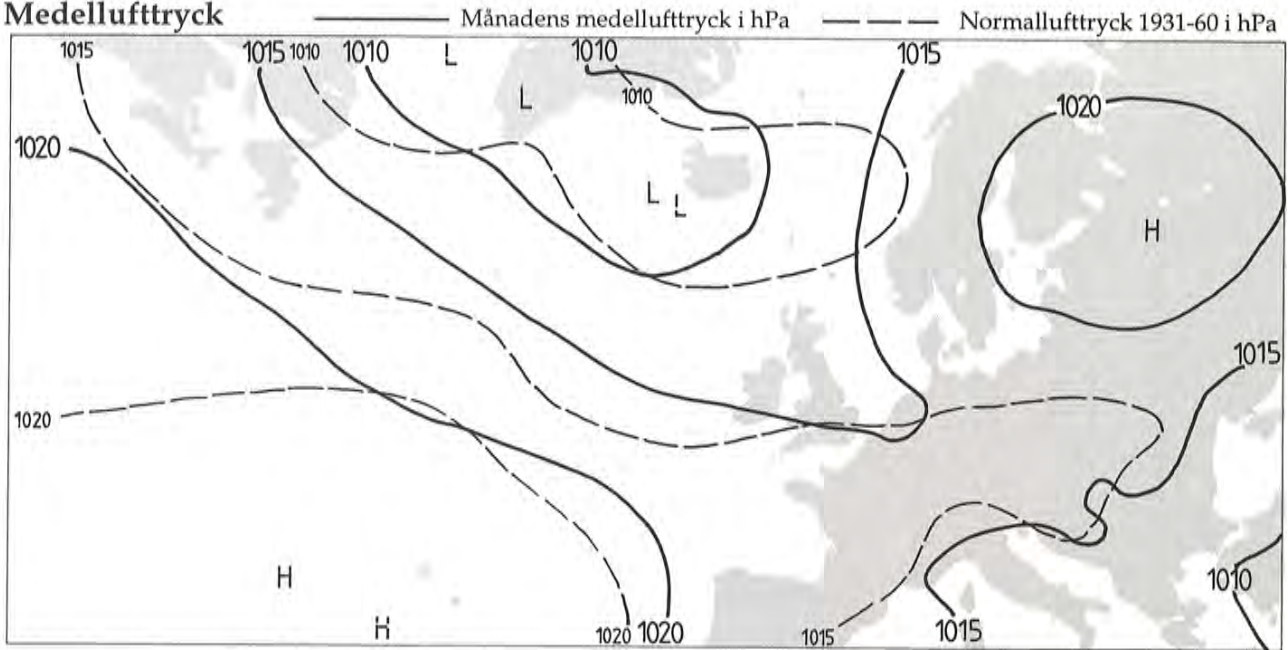 Medellufttryck Månadens medellufttryck i hPa Normallufttryck 1931-60 i hPa
1015 1015 1010 1010 L 1010 1015
L 1010 1020
1020
L L
H
1015
1020
H 1010
H 1020 1020 1015 1015